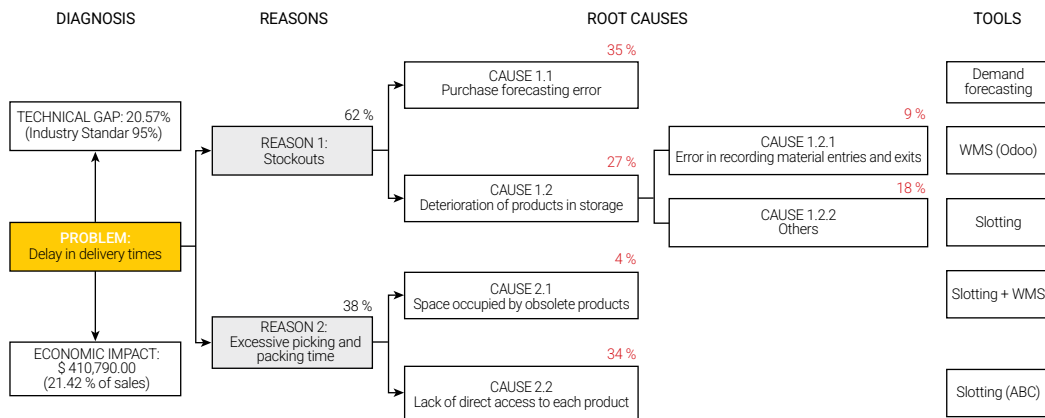 DIAGNOSIS
REASONS
ROOT CAUSES
TOOLS
TECHNICAL GAP: 20.57%
(Industry Standar 95%)
PROBLEM:
Delay in delivery times
ECONOMIC IMPACT:
$ 410,790.00
(21.42 % of sales)
62 %
REASON 1:
Stockouts
38 %
REASON 2:
Excessive picking and
packing time
35 %
CAUSE 1.1
Purchase forecasting error
27 %
CAUSE 1.2
Deterioration of products in storage
9 %
CAUSE 1.2.1
Error in recording material entries and exits
18 %
CAUSE 1.2.2
Others
4 %
CAUSE 2.1
Space occupied by obsolete products
34 %
CAUSE 2.2
Lack of direct access to each product
Demand
forecasting
WMS (Odoo)
Slotting
Slotting + WMS
Slotting (ABC)